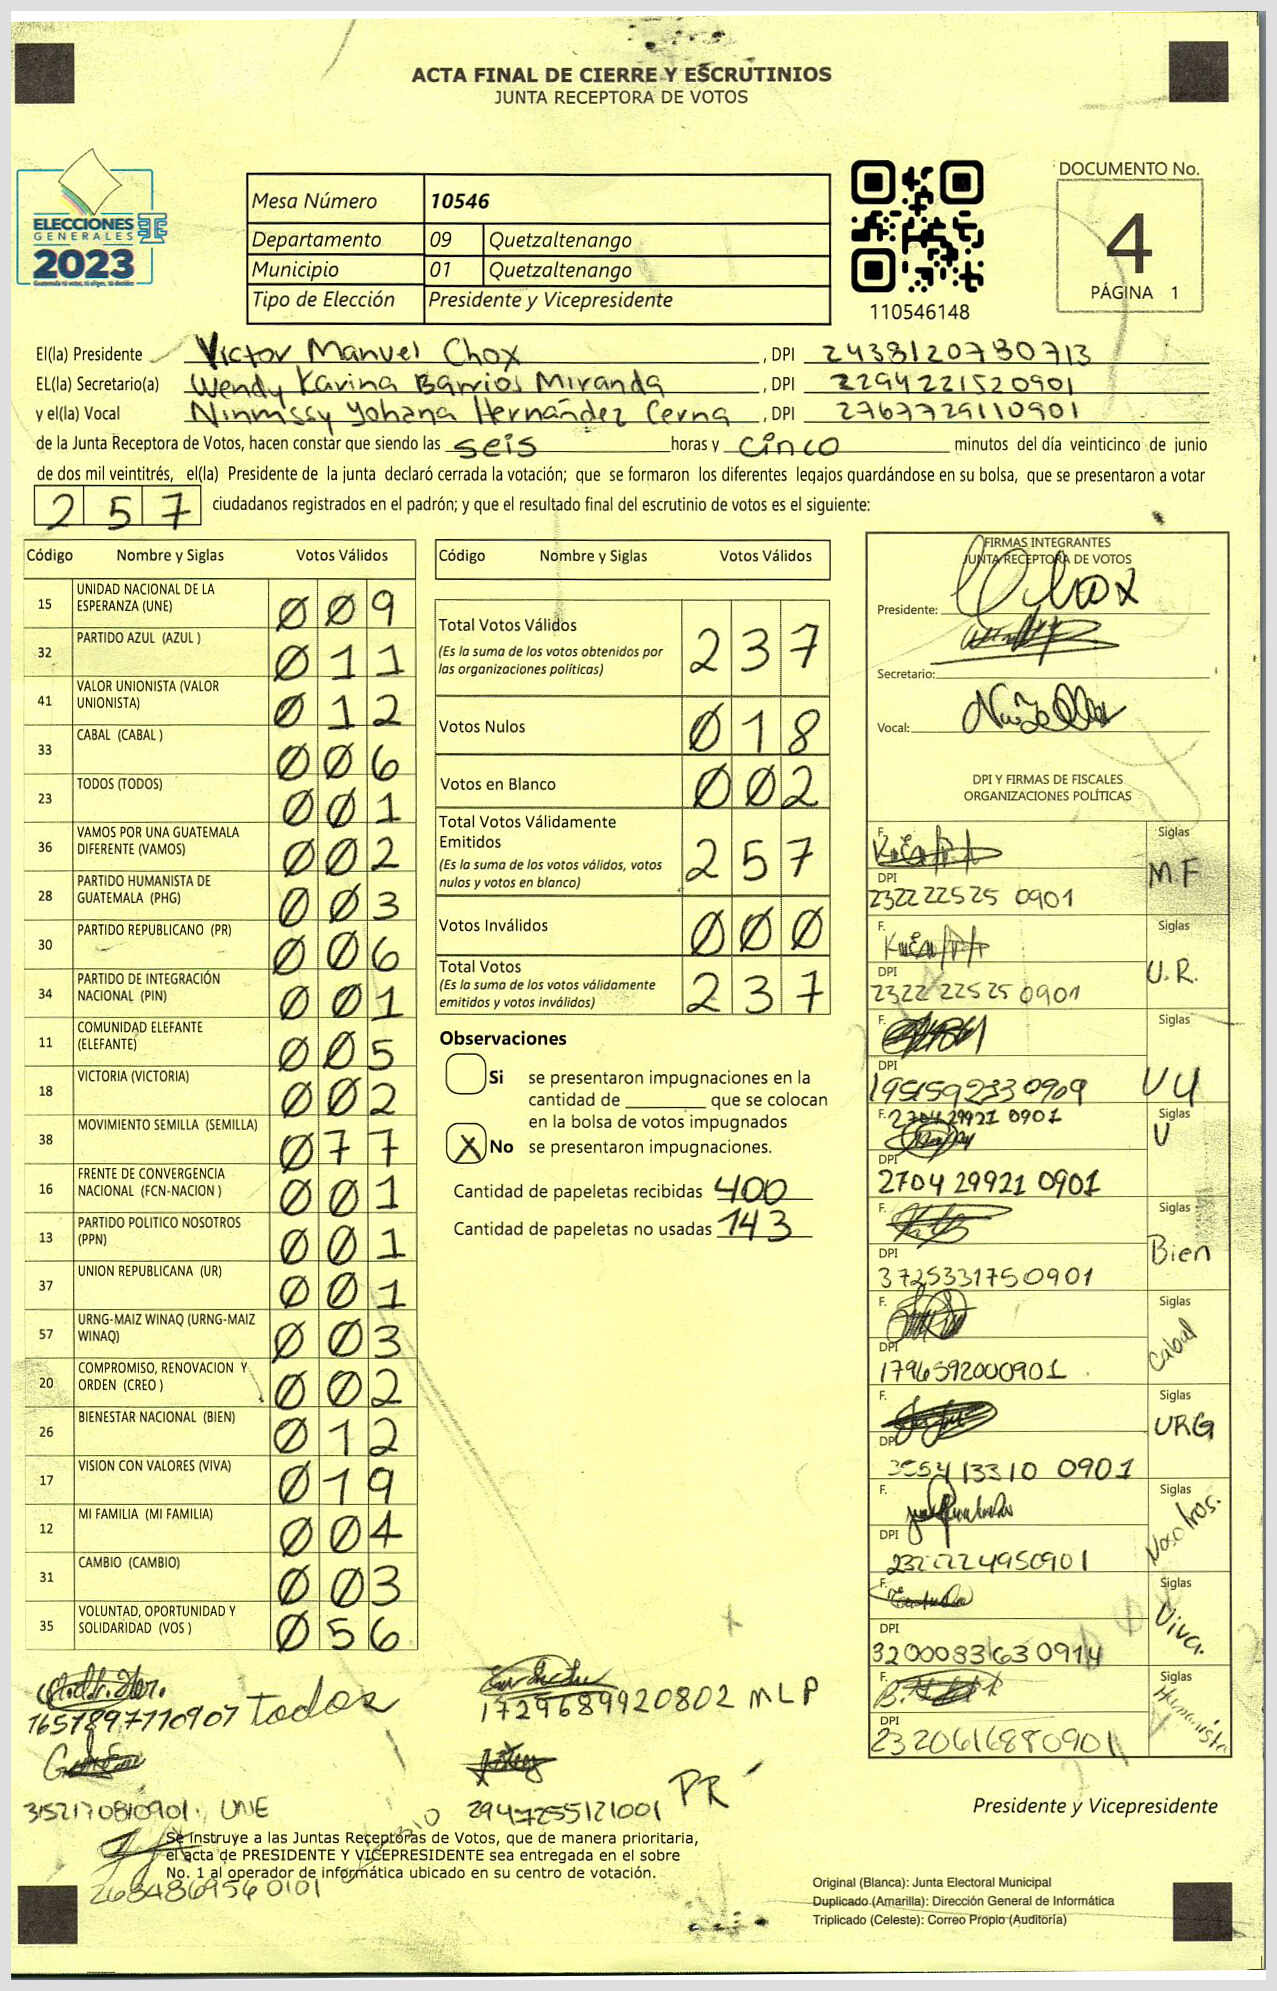 ACTA FINAL DE CIERRE Y ESCRUTINIOS
JUNTA RECEPTORA DE VOTOS
ELECCIONES
GENERALES
2023
Mesa Número 10546
Departamento 09 Quetzaltenango
Municipio 01 Quetzaltenango
Tipo de Elección Presidente y Vicepresidente
110546148
DOCUMENTO No.
4
PÁGINA 1
El(la) Presidente Victor Manuel Chox, DPI 2438120780713
EL(la) Secretario(a) Wendy Karina Barrios Miranda, DPI 2294221520901
y el(la) Vocal Ninmssy Yohana Hernández Cerna, DPI 2767729110901
de la Junta Receptora de Votos, hacen constar que siendo las seis horas y cinco minutos del día veinticinco de junio
de dos mil veintitrés, el(la) Presidente de la junta declaró cerrada la votación; que se formaron los diferentes legajos guardándose en su bolsa, que se presentaron a votar
257 ciudadanos registrados en el padrón; y que el resultado final del escrutinio de votos es el siguiente:
Código Nombre y Siglas Votos Válidos
15 UNIDAD NACIONAL DE LA ESPERANZA (UNE) 009
32 PARTIDO AZUL (AZUL ) 011
41 VALOR UNIONISTA (VALOR UNIONISTA) 012
33 CABAL (CABAL ) 006
23 TODOS (TODOS) 001
36 VAMOS POR UNA GUATEMALA DIFERENTE (VAMOS) 002
28 PARTIDO HUMANISTA DE GUATEMALA (PHG) 003
30 PARTIDO REPUBLICANO (PR) 006
34 PARTIDO DE INTEGRACIÓN NACIONAL (PIN) 001
11 COMUNIDAD ELEFANTE (ELEFANTE) 005
18 VICTORIA (VICTORIA) 002
38 MOVIMIENTO SEMILLA (SEMILLA) 077
16 FRENTE DE CONVERGENCIA NACIONAL (FCN-NACION ) 001
13 PARTIDO POLITICO NOSOTROS (PPN) 001
37 UNION REPUBLICANA (UR) 001
57 URNG-MAIZ WINAQ (URNG-MAIZ WINAQ) 003
20 COMPROMISO, RENOVACION Y ORDEN (CREO ) 002
26 BIENESTAR NACIONAL (BIEN) 012
17 VISION CON VALORES (VIVA) 019
12 MI FAMILIA (MI FAMILIA) 004
31 CAMBIO (CAMBIO) 003
35 VOLUNTAD, OPORTUNIDAD Y SOLIDARIDAD (VOS ) 056
Código Nombre y Siglas Votos Válidos
Total Votos Válidos 237
(Es la suma de los votos obtenidos por las organizaciones políticas)
Votos Nulos 018
Votos en Blanco 002
Total Votos Válidamente Emitidos 257
(Es la suma de los votos válidos, votos nulos y votos en blanco)
Votos Inválidos 000
Total Votos 237
(Es la suma de los votos válidamente emitidos y votos inválidos)
Observaciones
Si se presentaron impugnaciones en la
cantidad de ________ que se colocan
en la bolsa de votos impugnados
X No se presentaron impugnaciones.
Cantidad de papeletas recibidas 400
Cantidad de papeletas no usadas 143
FIRMAS INTEGRANTES
JUNTA RECEPTORA DE VOTOS
Presidente: Chox
Secretario:
Vocal:
DPI Y FIRMAS DE FISCALES
ORGANIZACIONES POLÍTICAS
F. Siglas M.F
DPI 2322 22525 0901
F. Siglas U.R.
DPI 2322 22525 0901
F. Siglas VU
DPI 1951592330909
F. 2704 29921 0901 Siglas U
DPI 2704 29921 0901
F. Siglas Bien
DPI 3725331750901
F. Siglas Cabal
DPI 1796592000901
F. Siglas URG
DPI 3554133100901
F. Siglas Nosotros.
DPI 2322224950901
F. Siglas Viva.
DPI 3200083630914
F. Siglas Humanista
DPI 2320616880901
1657897710907 Todos
1729689920802 MLP
3152170810901. UNE
2947255121001 PR
Presidente y Vicepresidente
Se instruye a las Juntas Receptoras de Votos, que de manera prioritaria,
el acta de PRESIDENTE Y VICEPRESIDENTE sea entregada en el sobre
No. 1 al operador de informática ubicado en su centro de votación.
2684869560101
Original (Blanca): Junta Electoral Municipal
Duplicado (Amarilla): Dirección General de Informática
Triplicado (Celeste): Correo Propio (Auditoría)